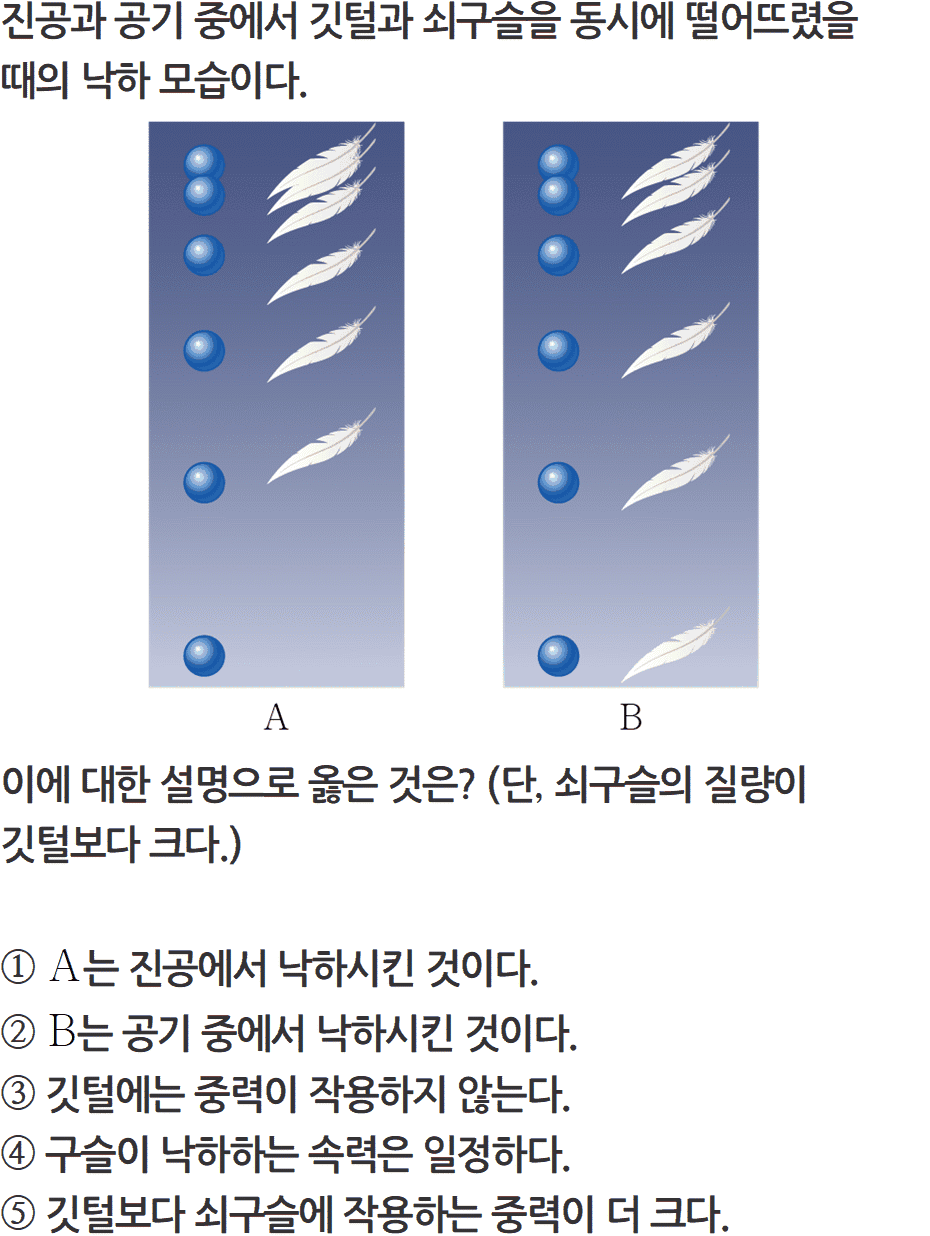 진공과 공기 중에서 깃털과 쇠구슬을 동시에 떨어뜨렸을
때의 낙하 모습이다.
A B
이에 대한 설명으로 옳은 것은? (단, 쇠구슬의 질량이
깃털보다 크다.)
① A는 진공에서 낙하시킨 것이다.
② B는 공기 중에서 낙하시킨 것이다.
③ 깃털에는 중력이 작용하지 않는다.
④ 구슬이 낙하하는 속력은 일정하다.
⑤ 깃털보다 쇠구슬에 작용하는 중력이 더 크다.